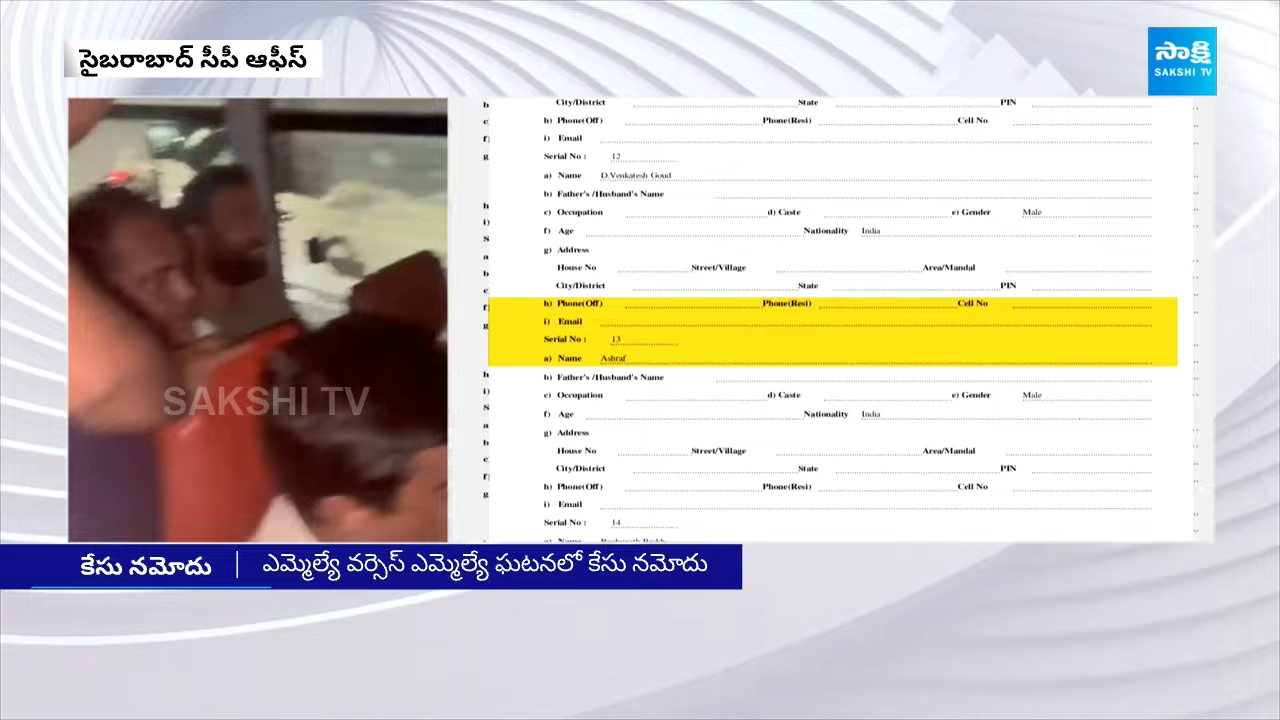 సైబరాబాద్ సీపీ ఆఫీస్
సాక్షి
SAKSHI TV
SAKSHI TV
City/District State PIN
h) Phone(Off) Phone(Resi) Cell No
i) Email
Serial No : 12
a) Name D.Venkatesh Goud
b) Father's /Husband's Name
c) Occupation d) Caste e) Gender Male
f) Age Nationality India
g) Address
House No Street/Village Area/Mandal
City/District State PIN
h) Phone(Off) Phone(Resi) Cell No
i) Email
Serial No : 13
a) Name Ashraf
b) Father's /Husband's Name
c) Occupation d) Caste e) Gender Male
f) Age Nationality India
g) Address
House No Street/Village Area/Mandal
City/District State PIN
h) Phone(Off) Phone(Resi) Cell No
i) Email
Serial No : 14
కేసు నమోదు | ఎమ్మెల్యే వర్సెస్ ఎమ్మెల్యే ఘటనలో కేసు నమోదు